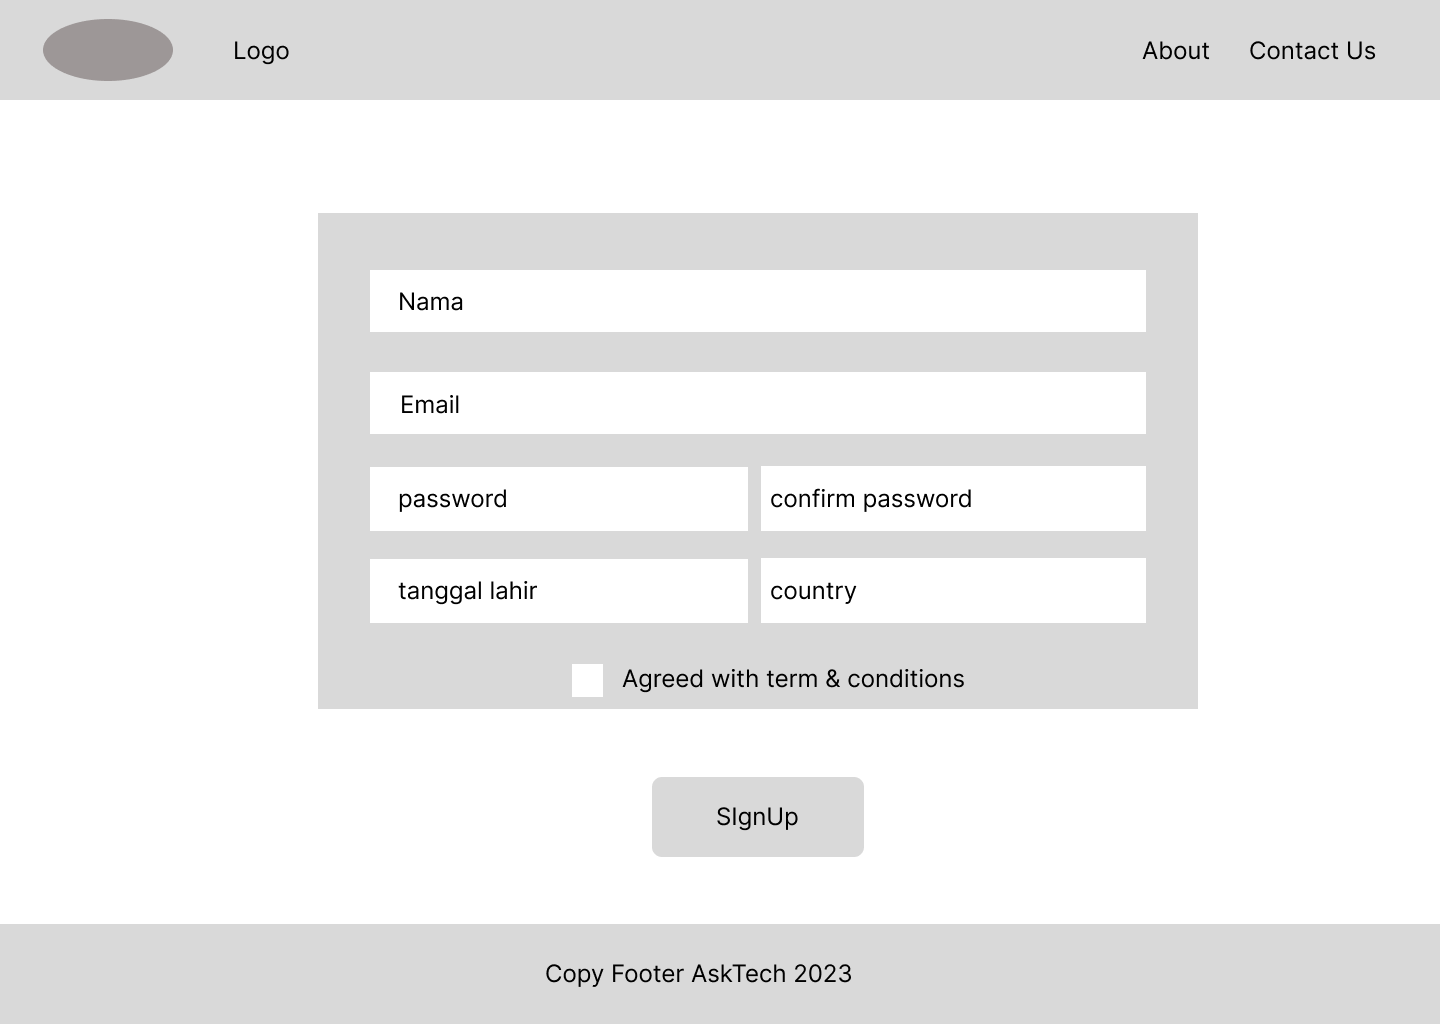 Logo
About
Contact Us
Nama
Email
password
confirm password
tanggal lahir
country
Agreed with term & conditions
SIgnUp
Copy Footer AskTech 2023